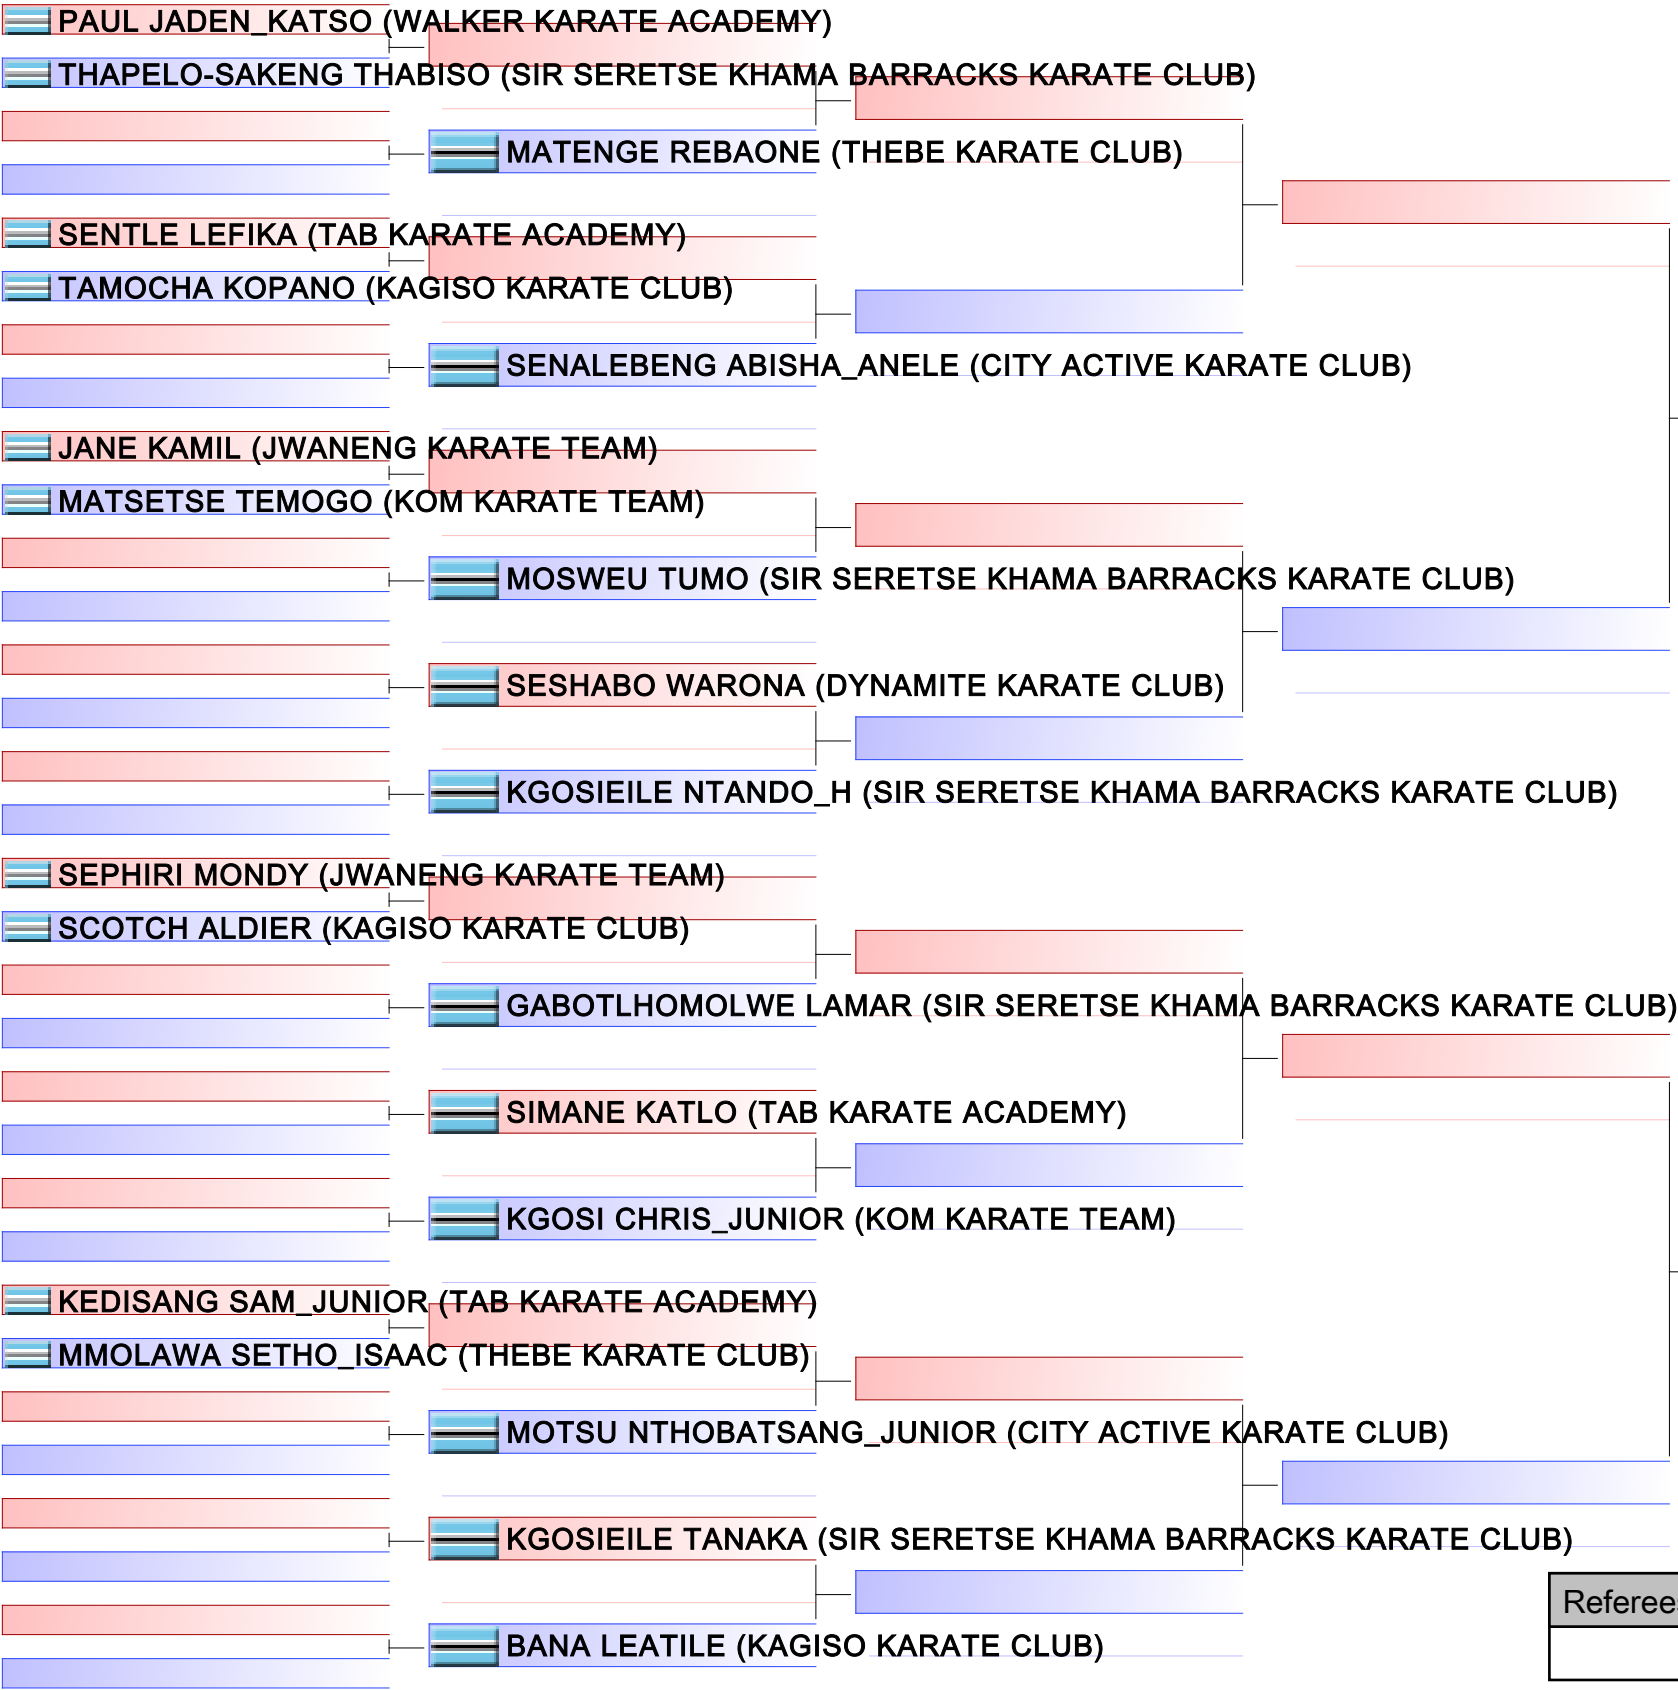 PAUL JADEN_KATSO (WALKER KARATE ACADEMY)
THAPELO-SAKENG THABISO (SIR SERETSE KHAMA BARRACKS KARATE CLUB)
MATENGE REBAONE (THEBE KARATE CLUB)
SENTLE LEFIKA (TAB KARATE ACADEMY)
TAMOCHA KOPANO (KAGISO KARATE CLUB)
SENALEBENG ABISHA_ANELE (CITY ACTIVE KARATE CLUB)
JANE KAMIL (JWANENG KARATE TEAM)
MATSETSE TEMOGO (KOM KARATE TEAM)
MOSWEU TUMO (SIR SERETSE KHAMA BARRACKS KARATE CLUB)
SESHABO WARONA (DYNAMITE KARATE CLUB)
KGOSIEILE NTANDO_H (SIR SERETSE KHAMA BARRACKS KARATE CLUB)
SEPHIRI MONDY (JWANENG KARATE TEAM)
SCOTCH ALDIER (KAGISO KARATE CLUB)
GABOTLHOMOLWE LAMAR (SIR SERETSE KHAMA BARRACKS KARATE CLUB)
SIMANE KATLO (TAB KARATE ACADEMY)
KGOSI CHRIS_JUNIOR (KOM KARATE TEAM)
KEDISANG SAM_JUNIOR (TAB KARATE ACADEMY)
MMOLAWA SETHO_ISAAC (THEBE KARATE CLUB)
MOTSU NTHOBATSANG_JUNIOR (CITY ACTIVE KARATE CLUB)
KGOSIEILE TANAKA (SIR SERETSE KHAMA BARRACKS KARATE CLUB)
Referees
BANA LEATILE (KAGISO KARATE CLUB)